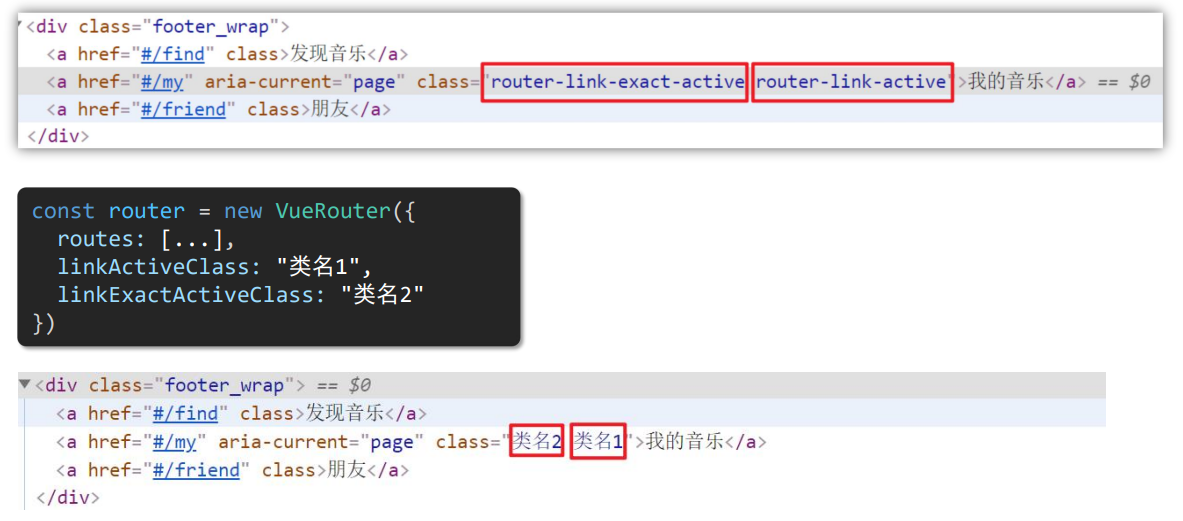 ▼<div class="footer_wrap">
<a href="#/find" class>发现音乐</a>
<a href="#/my" aria-current="page" class="router-link-exact-active router-link-active">我的音乐</a> == $0
<a href="#/friend" class>朋友</a>
</div>
const router = new VueRouter({
routes: [...],
linkActiveClass: "类名1",
linkExactActiveClass: "类名2"
})
▼<div class="footer_wrap"> == $0
<a href="#/find" class>发现音乐</a>
<a href="#/my" aria-current="page" class="类名2 类名1">我的音乐</a>
<a href="#/friend" class>朋友</a>
</div>